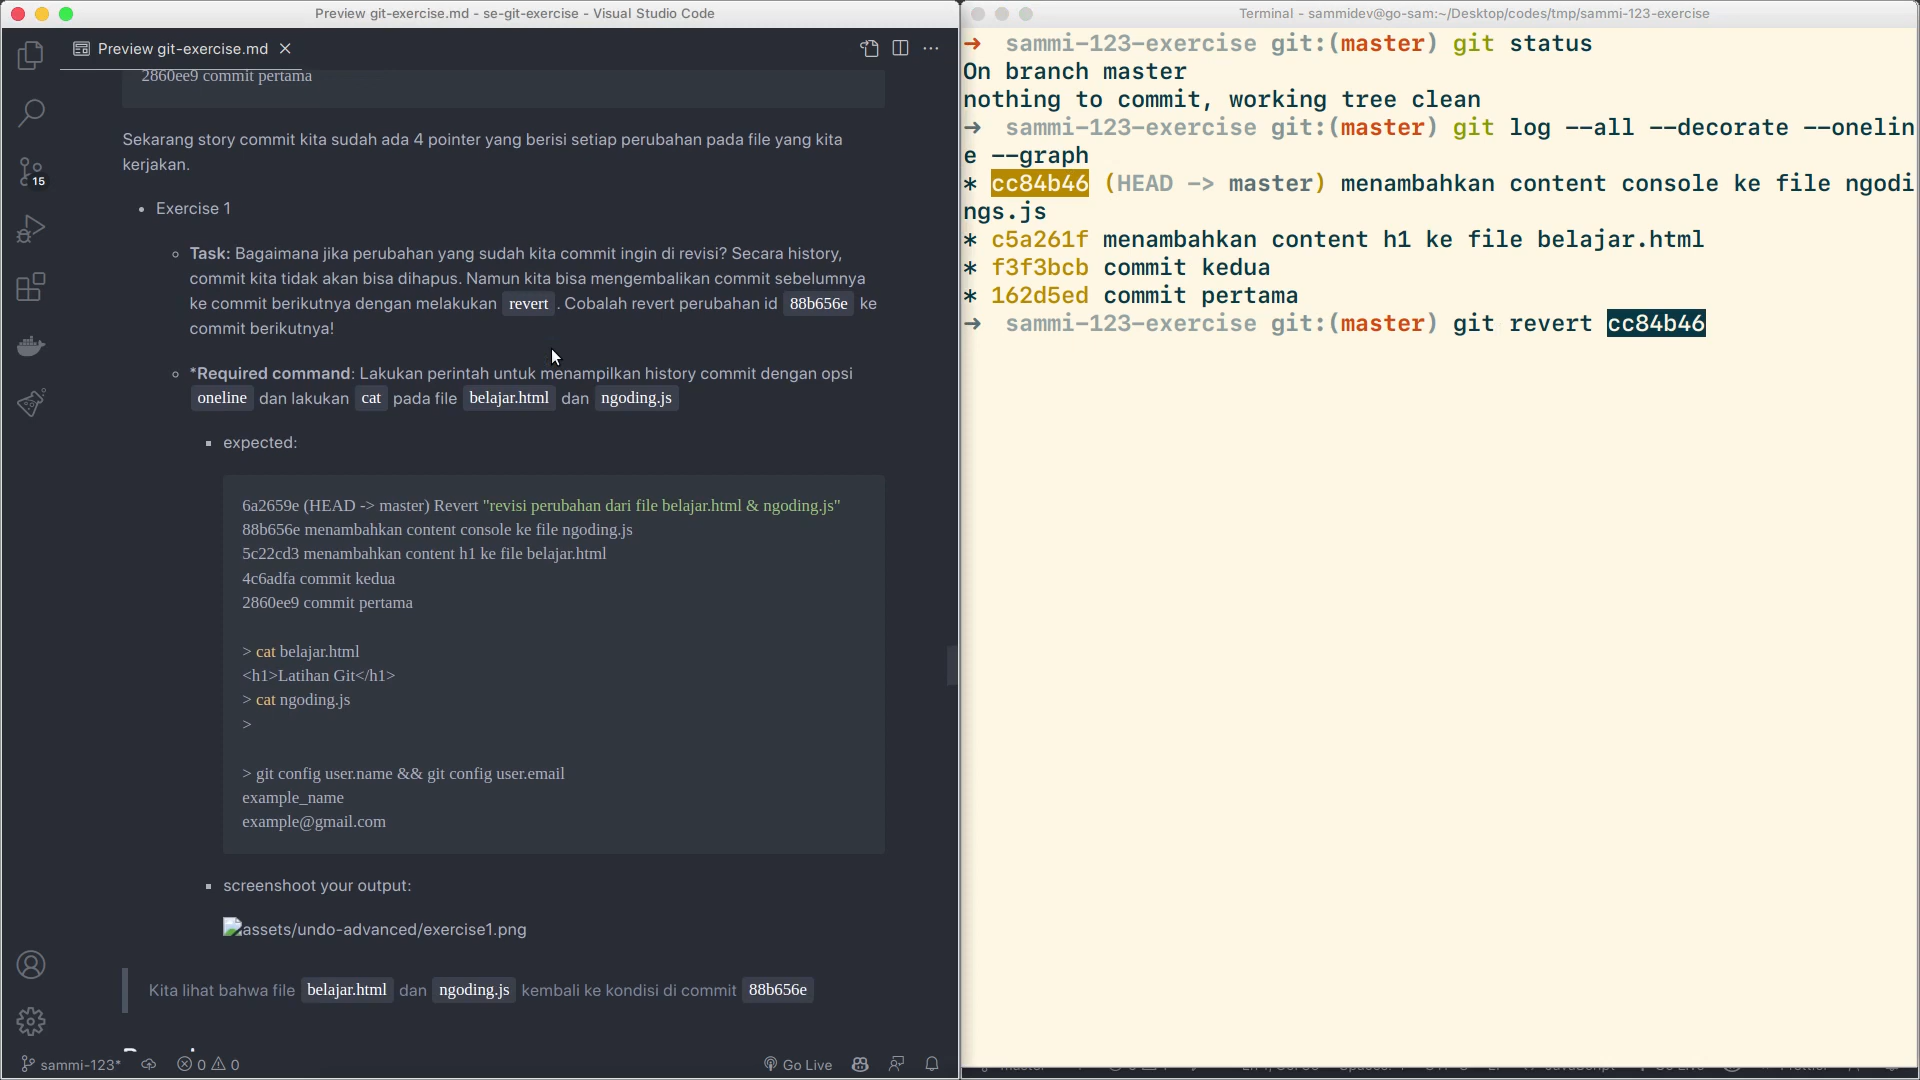 Preview git-exercise.md - se-git-exercise - Visual Studio Code
Preview git-exercise.md
2860ee9 commit pertama
Sekarang story commit kita sudah ada 4 pointer yang berisi setiap perubahan pada file yang kita
kerjakan.
15
• Exercise 1
Task: Bagaimana jika perubahan yang sudah kita commit ingin di revisi? Secara history,
commit kita tidak akan bisa dihapus. Namun kita bisa mengembalikan commit sebelumnya
ke commit berikutnya dengan melakukan revert . Cobalah revert perubahan id 88b656e ke
commit berikutnya!
*Required command: Lakukan perintah untuk menampilkan history commit dengan opsi
oneline dan lakukan cat pada file belajar.html dan ngoding.js
expected:
6a2659e (HEAD -> master) Revert "revisi perubahan dari file belajar.html & ngoding.js"
88b656e menambahkan content console ke file ngoding.js
5c22cd3 menambahkan content h1 ke file belajar.html
4c6adfa commit kedua
2860ee9 commit pertama
> cat belajar.html
<h1>Latihan Git</h1>
> cat ngoding.js
>
> git config user.name && git config user.email
example_name
example@gmail.com
screenshoot your output:
assets/undo-advanced/exercise1.png
Kita lihat bahwa file belajar.html dan ngoding.js kembali ke kondisi di commit 88b656e
sammi-123* 0 0 Go Live
Terminal - sammidev@go-sam:~/Desktop/codes/tmp/sammi-123-exercise
➜ sammi-123-exercise git:(master) git status
On branch master
nothing to commit, working tree clean
➜ sammi-123-exercise git:(master) git log --all --decorate --onelin
e --graph
* cc84b46 (HEAD -> master) menambahkan content console ke file ngodi
ngs.js
* c5a261f menambahkan content h1 ke file belajar.html
* f3f3bcb commit kedua
* 162d5ed commit pertama
➜ sammi-123-exercise git:(master) git revert cc84b46